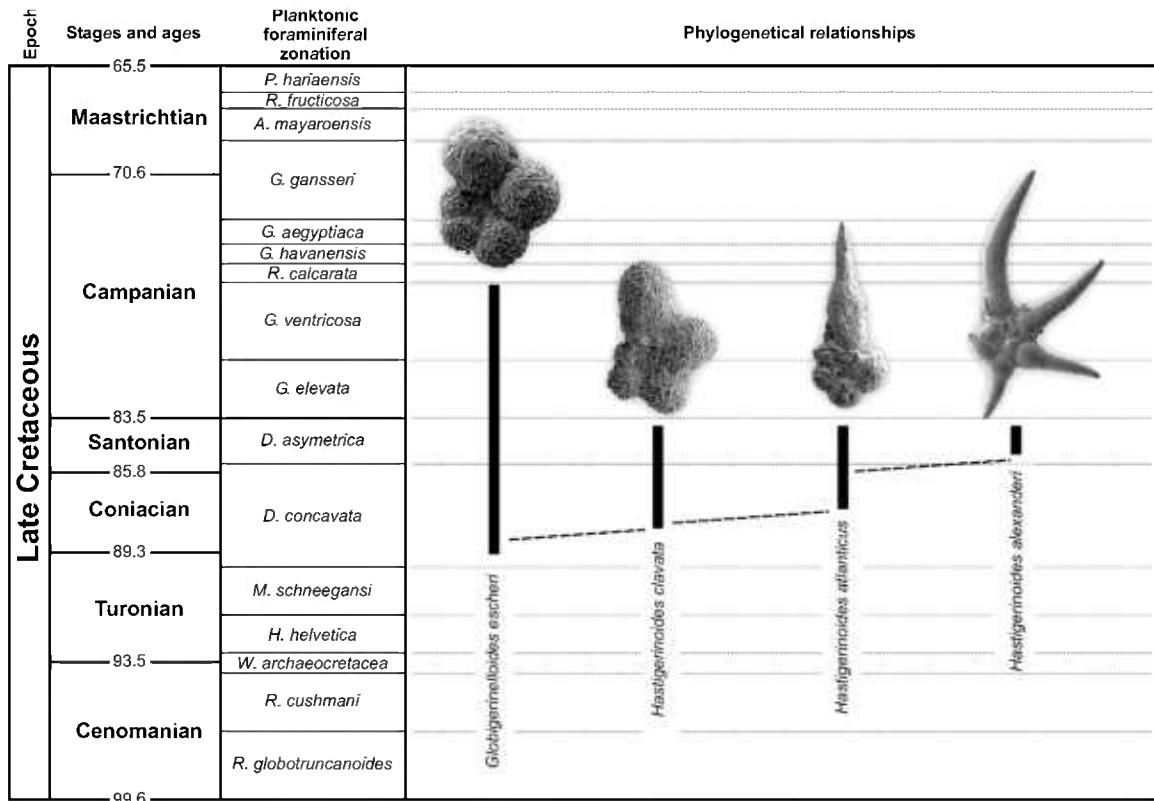 Epoch
Stages and ages
Planktonic
foraminiferal
zonation
Phylogenetical relationships
Late Cretaceous
65.5
Maastrichtian
70.6
Campanian
83.5
Santonian
85.8
Coniacian
89.3
Turonian
93.5
Cenomanian
99.6
P. hariaensis
R. fructicosa
A. mayaroensis
G. gansseri
G. aegyptiaca
G. havanensis
R. calcarata
G. ventricosa
G. elevata
D. asymetrica
D. concavata
M. schneegansi
H. helvetica
W. archaeocretacea
R. cushmani
R. globotruncanoides
Globigerinelloides escheri
Hastigerinoides clavata
Hastigerinoides atlanticus
Hastigerinoides alexanderi